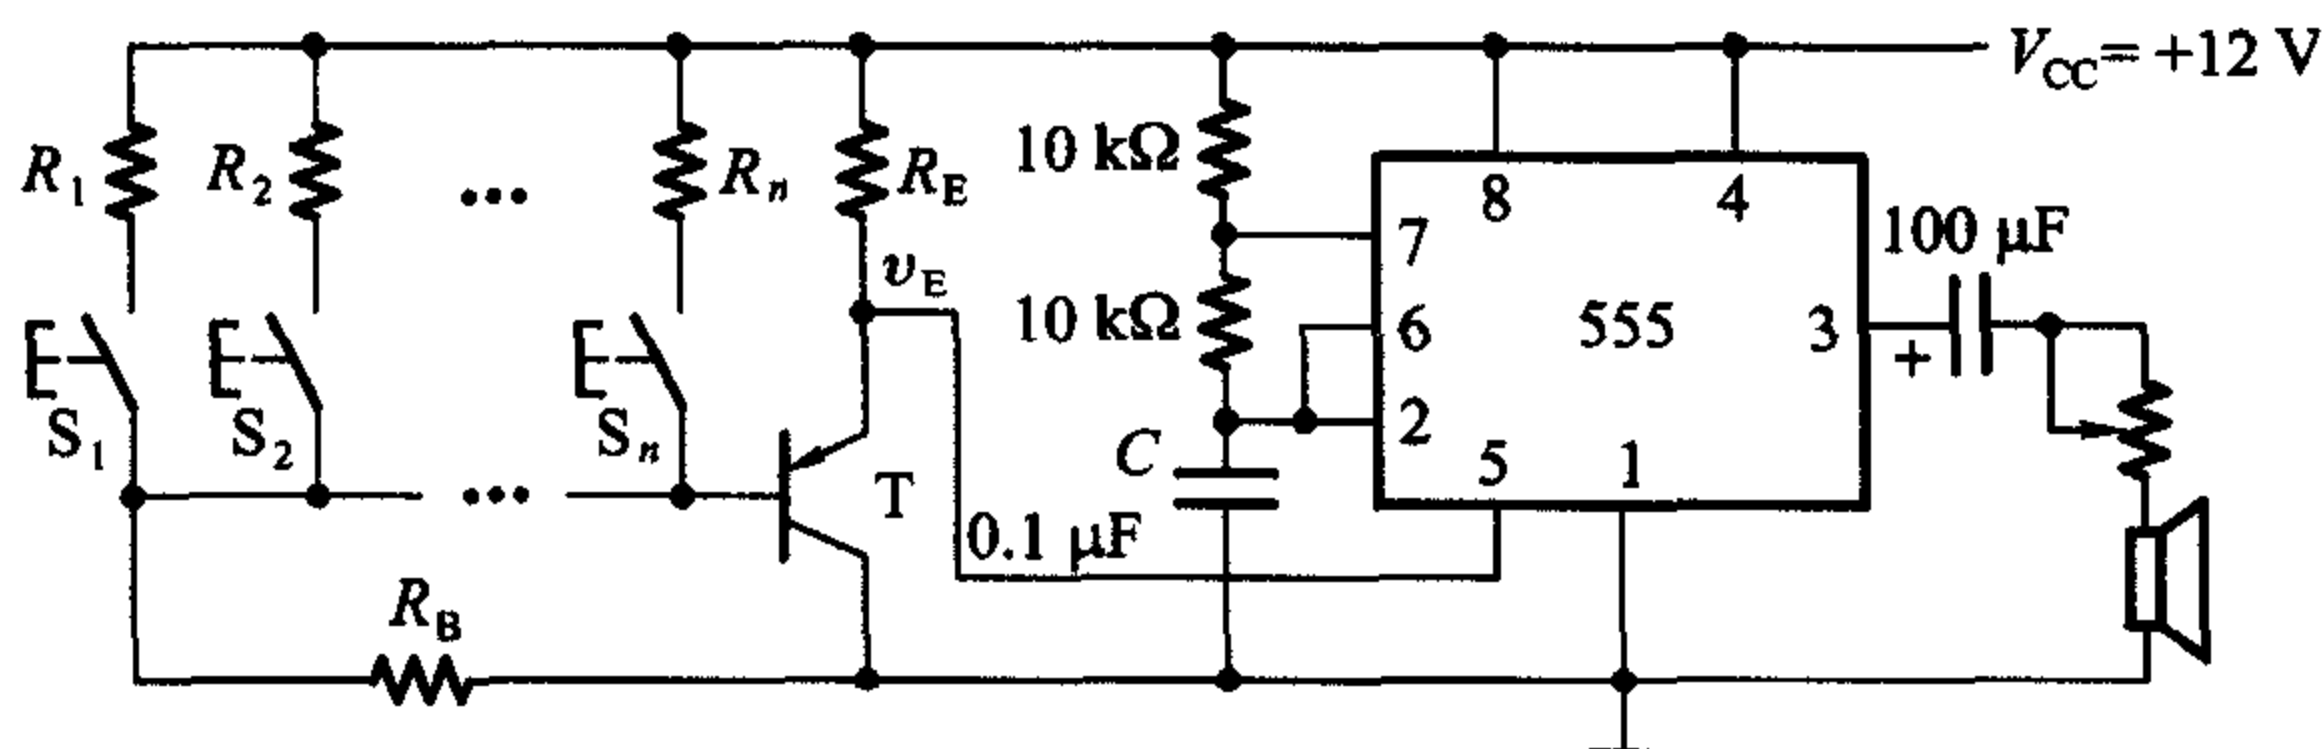 V_CC = +12 V
R_1
R_2
...
R_n
R_E
10 kΩ
8
4
7
100 μF
v_E
10 kΩ
6
555
3
+
S_1
S_2
S_n
2
C
5
1
...
T
0.1 μF
R_B